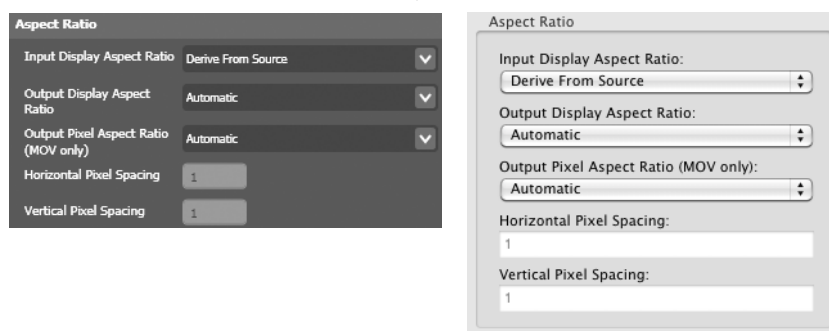 Aspect Ratio
Input Display Aspect Ratio Derive From Source
Output Display Aspect
Ratio
Automatic
Output Pixel Aspect Ratio
(MOV only)
Automatic
Horizontal Pixel Spacing 1
Vertical Pixel Spacing 1
Aspect Ratio
Input Display Aspect Ratio:
Derive From Source
Output Display Aspect Ratio:
Automatic
Output Pixel Aspect Ratio (MOV only):
Automatic
Horizontal Pixel Spacing:
1
Vertical Pixel Spacing:
1